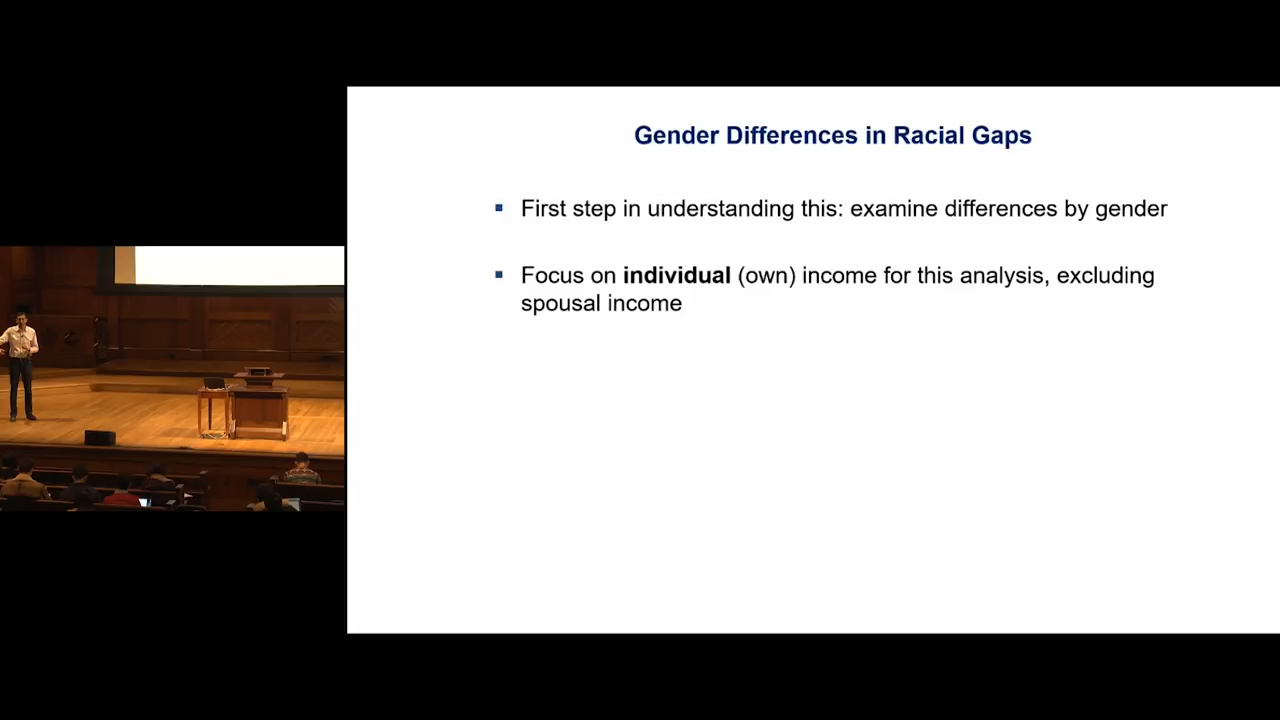 Gender Differences in Racial Gaps
▪ First step in understanding this: examine differences by gender
▪ Focus on individual (own) income for this analysis, excluding
spousal income